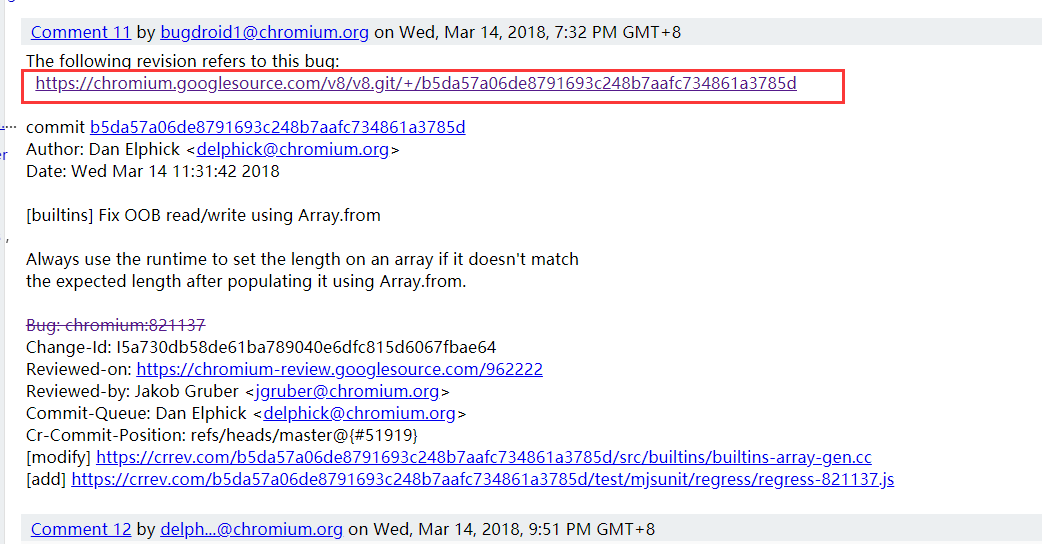 Comment 11 by bugdroid1@chromium.org on Wed, Mar 14, 2018, 7:32 PM GMT+8
The following revision refers to this bug:
https://chromium.googlesource.com/v8/v8.git/+/b5da57a06de8791693c248b7aafc734861a3785d
commit b5da57a06de8791693c248b7aafc734861a3785d
Author: Dan Elphick <delphick@chromium.org>
Date: Wed Mar 14 11:31:42 2018
[builtins] Fix OOB read/write using Array.from
Always use the runtime to set the length on an array if it doesn't match
the expected length after populating it using Array.from.
Bug: chromium:821137
Change-Id: I5a730db58de61ba789040e6dfc815d6067fbae64
Reviewed-on: https://chromium-review.googlesource.com/962222
Reviewed-by: Jakob Gruber <jgruber@chromium.org>
Commit-Queue: Dan Elphick <delphick@chromium.org>
Cr-Commit-Position: refs/heads/master@{#51919}
[modify] https://crrev.com/b5da57a06de8791693c248b7aafc734861a3785d/src/builtins/builtins-array-gen.cc
[add] https://crrev.com/b5da57a06de8791693c248b7aafc734861a3785d/test/mjsunit/regress/regress-821137.js
Comment 12 by delph...@chromium.org on Wed, Mar 14, 2018, 9:51 PM GMT+8